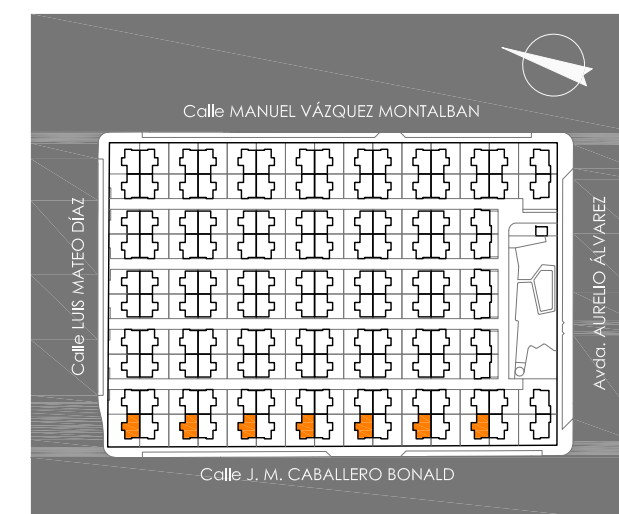 Calle MANUEL VÁZQUEZ MONTALBAN
Calle LUIS MATEO DÍAZ
Avda. AURELIO ÁLVAREZ
Calle J. M. CABALLERO BONALD